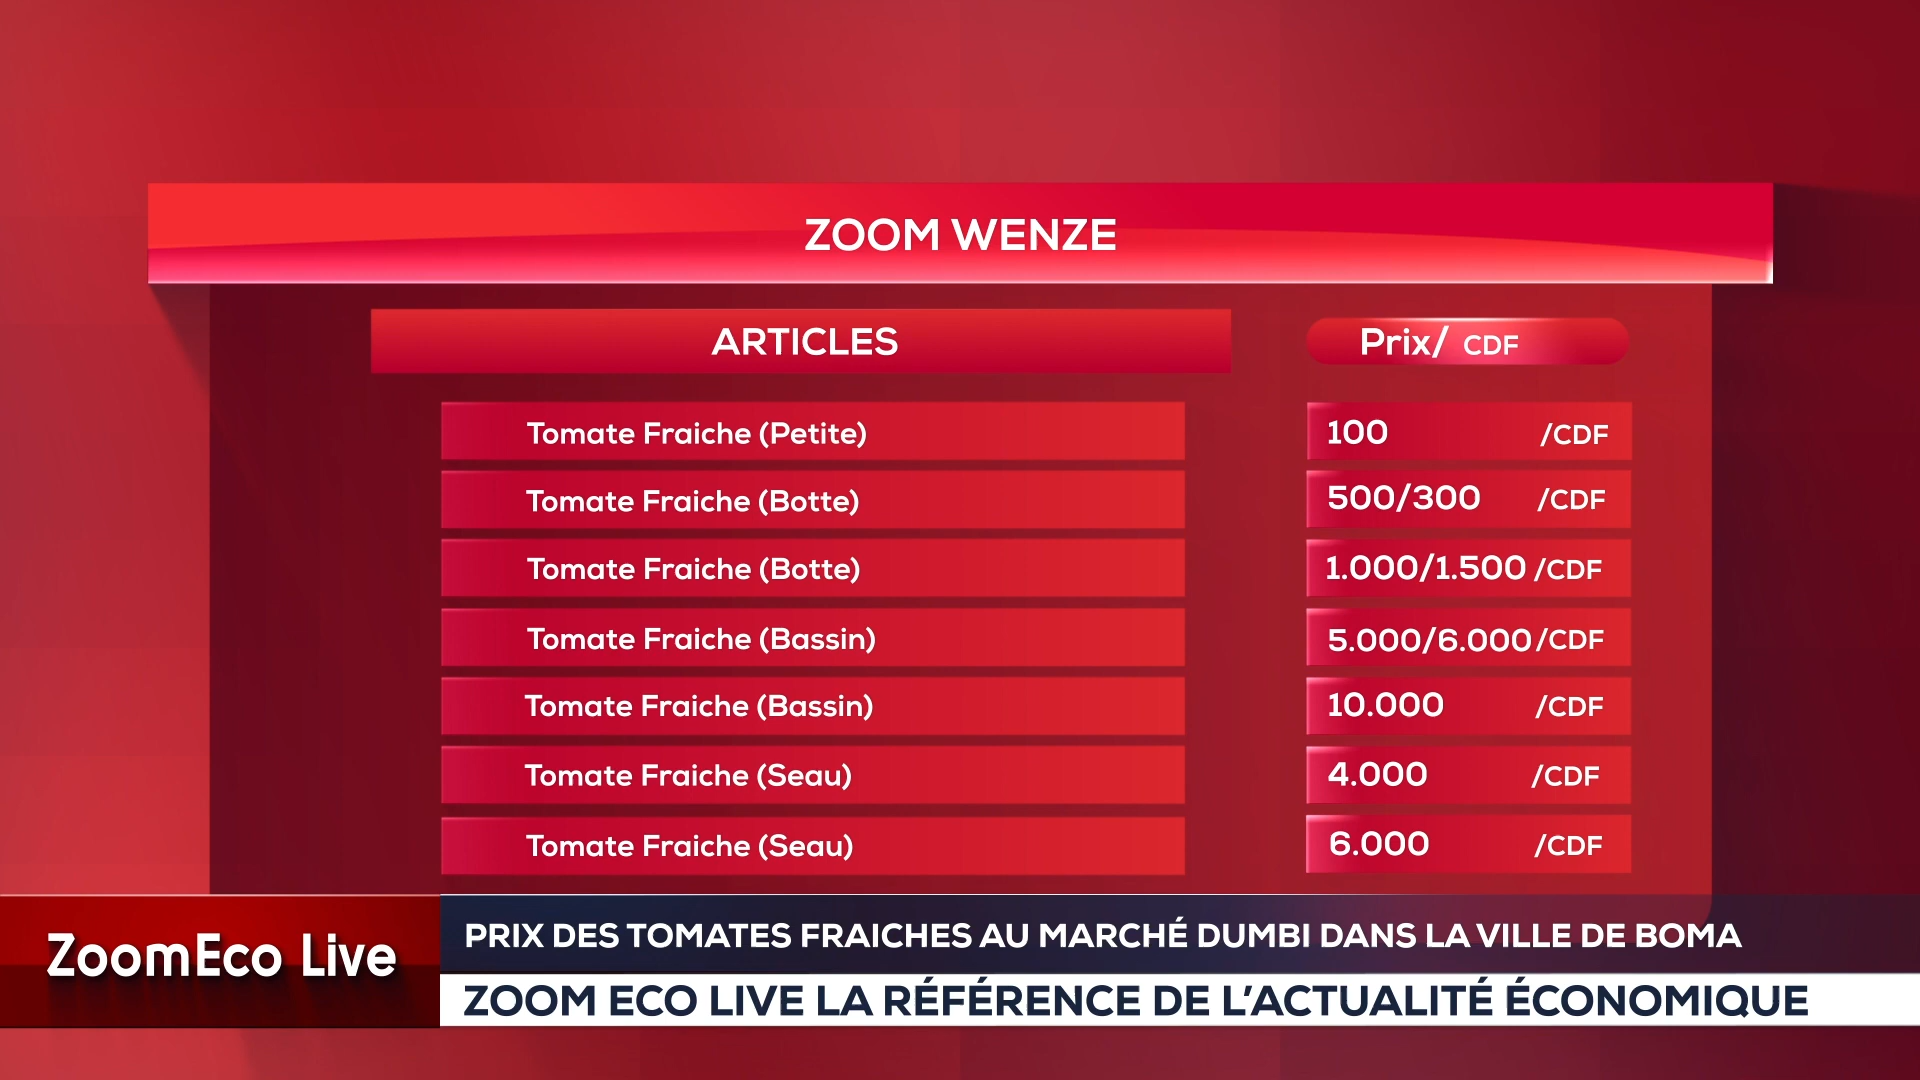 ZOOM WENZE
ARTICLES Prix/ CDF
Tomate Fraiche (Petite) 100 /CDF
Tomate Fraiche (Botte) 500/300 /CDF
Tomate Fraiche (Botte) 1.000/1.500 /CDF
Tomate Fraiche (Bassin) 5.000/6.000 /CDF
Tomate Fraiche (Bassin) 10.000 /CDF
Tomate Fraiche (Seau) 4.000 /CDF
Tomate Fraiche (Seau) 6.000 /CDF
ZoomEco Live
PRIX DES TOMATES FRAICHES AU MARCHÉ DUMBI DANS LA VILLE DE BOMA
ZOOM ECO LIVE LA RÉFÉRENCE DE L'ACTUALITÉ ÉCONOMIQUE